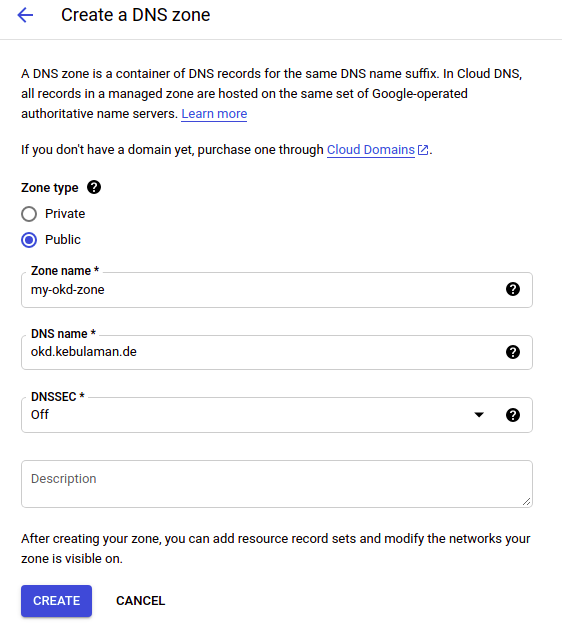 Create a DNS zone
A DNS zone is a container of DNS records for the same DNS name suffix. In Cloud DNS,
all records in a managed zone are hosted on the same set of Google-operated
authoritative name servers. Learn more
If you don't have a domain yet, purchase one through Cloud Domains.
Zone type
Private
Public
Zone name *
my-okd-zone
DNS name *
okd.kebulaman.de
DNSSEC *
Off
Description
After creating your zone, you can add resource record sets and modify the networks your
zone is visible on.
CREATE CANCEL